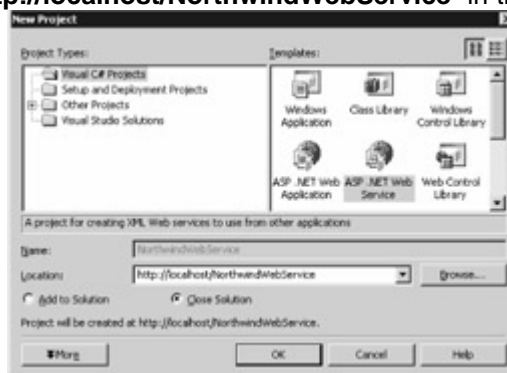 p://localhost/NorthwindWebService" in t
New Project
Project Types:
Templates:
Visual C# Projects
Setup and Deployment Projects
Other Projects
Visual Studio Solutions
Windows Application
Class Library
Windows Control Library
ASP .NET Web Application
ASP .NET Web Service
Web Control Library
A project for creating XML Web services to use from other applications
Name:
NorthwindWebService
Location:
http://localhost/NorthwindWebService
Browse...
Add to Solution
Close Solution
Project will be created at http://localhost/NorthwindWebService.
More
OK
Cancel
Help